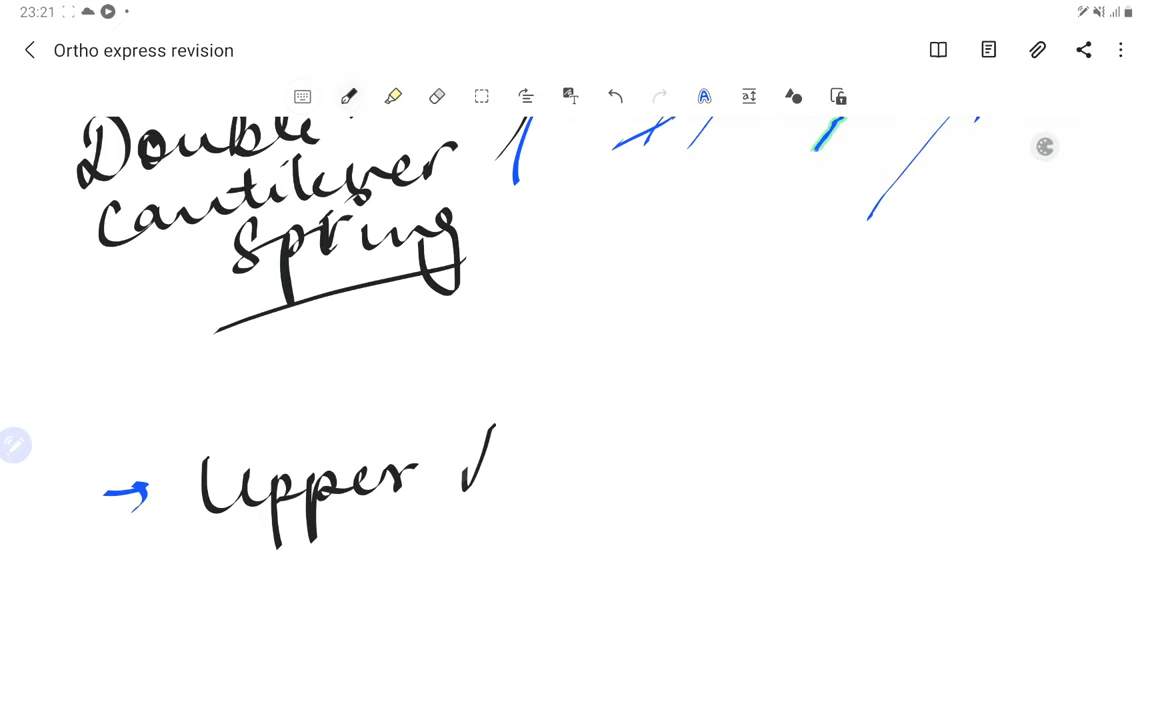 23:21
Ortho express revision
Double
Cantilever
Spring
→ Upper ✓